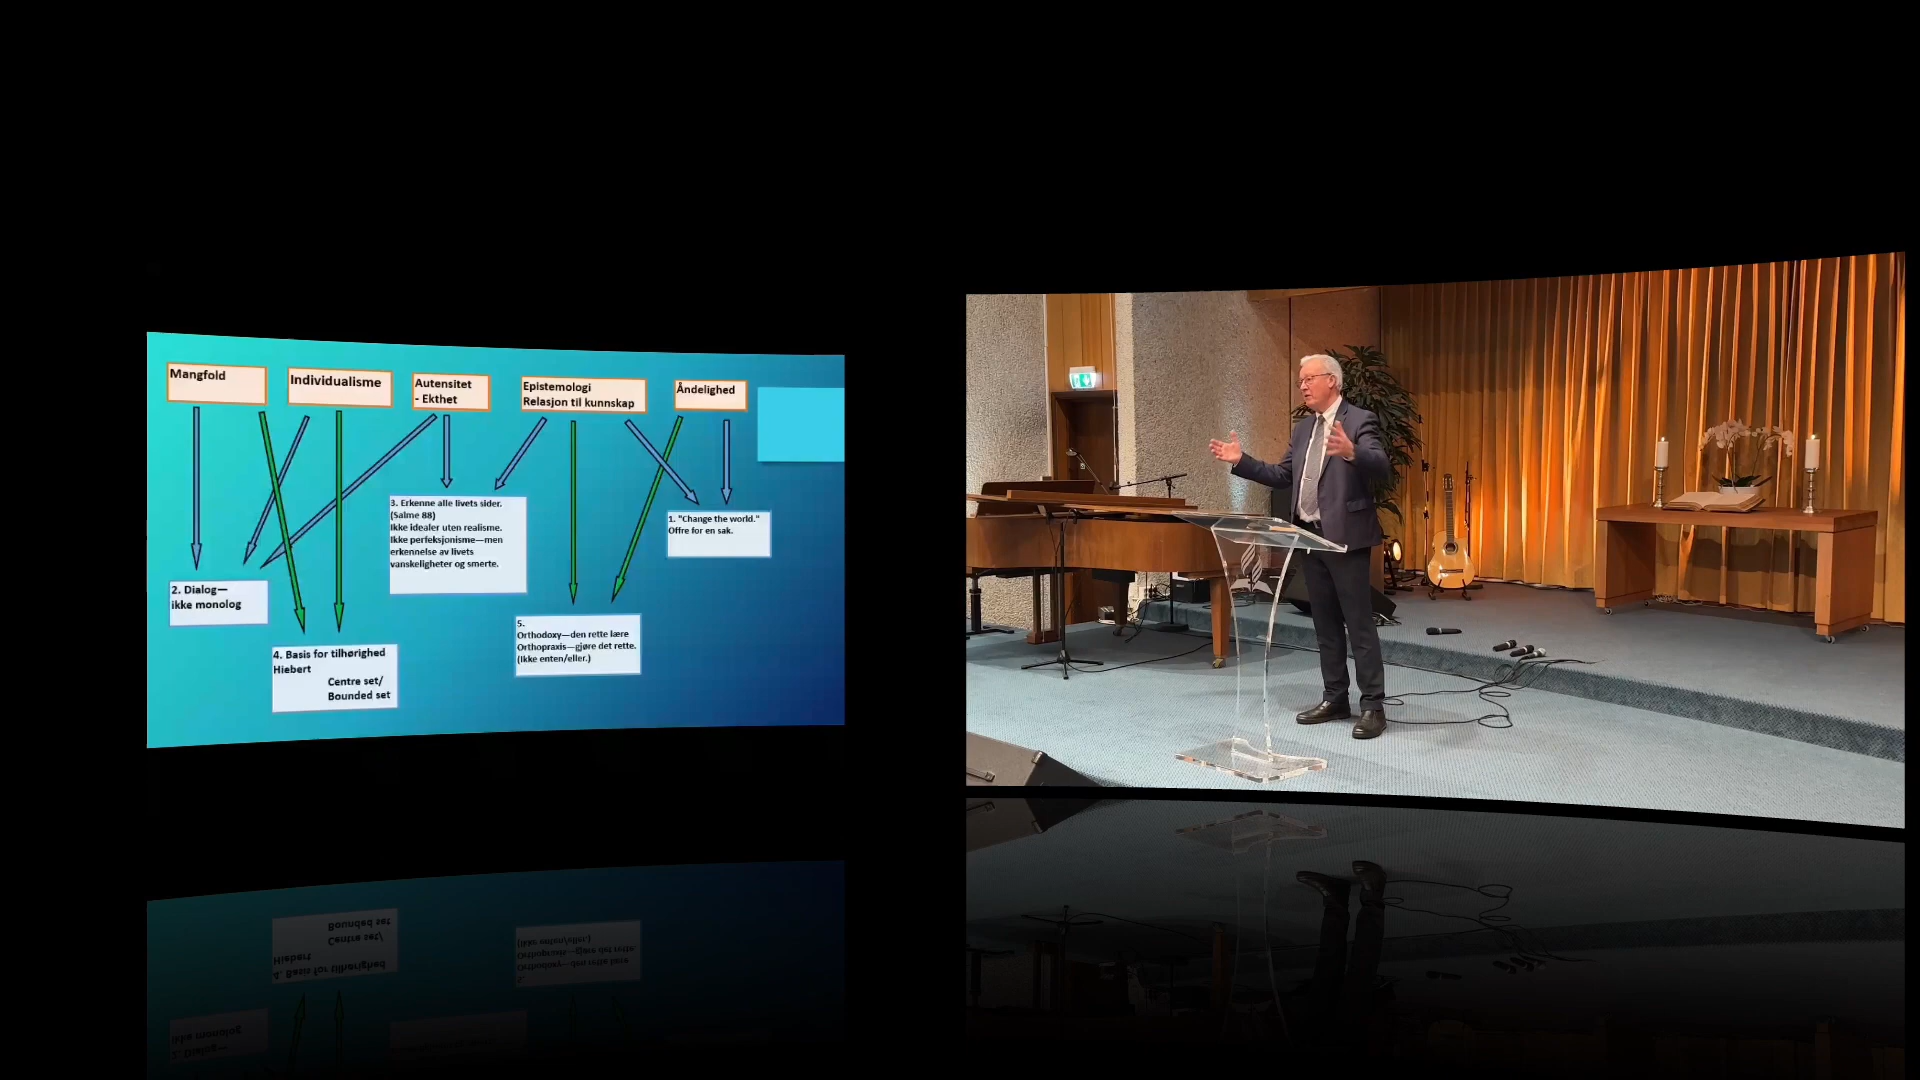 Mangfold
Individualisme
Autensitet
- Ekthet
Epistemologi
Relasjon til kunnskap
Åndelighed
3. Erkenne alle livets sider.
(Salme 88)
Ikke idealer uten realisme.
Ikke perfeksjonisme—men
erkennelse av livets
vanskeligheter og smerte.
1. "Change the world."
Offre for en sak.
2. Dialog—
ikke monolog
5.
Orthodoxy—den rette lære
Orthopraxis—gjøre det rette.
(Ikke enten/eller.)
4. Basis for tilhørighed
Hiebert
Centre set/
Bounded set